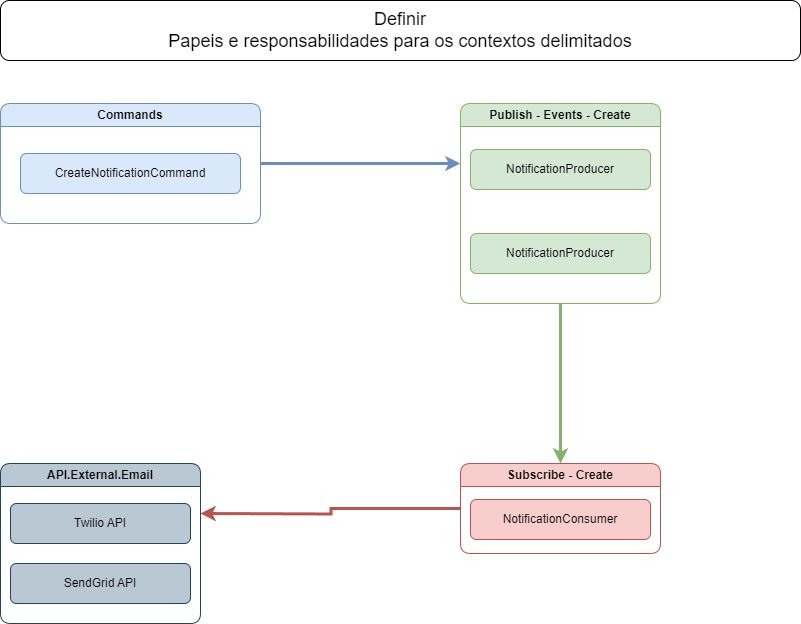 Definir
Papeis e responsabilidades para os contextos delimitados
Commands
CreateNotificationCommand
Publish - Events - Create
NotificationProducer
NotificationProducer
API.External.Email
Twilio API
SendGrid API
Subscribe - Create
NotificationConsumer